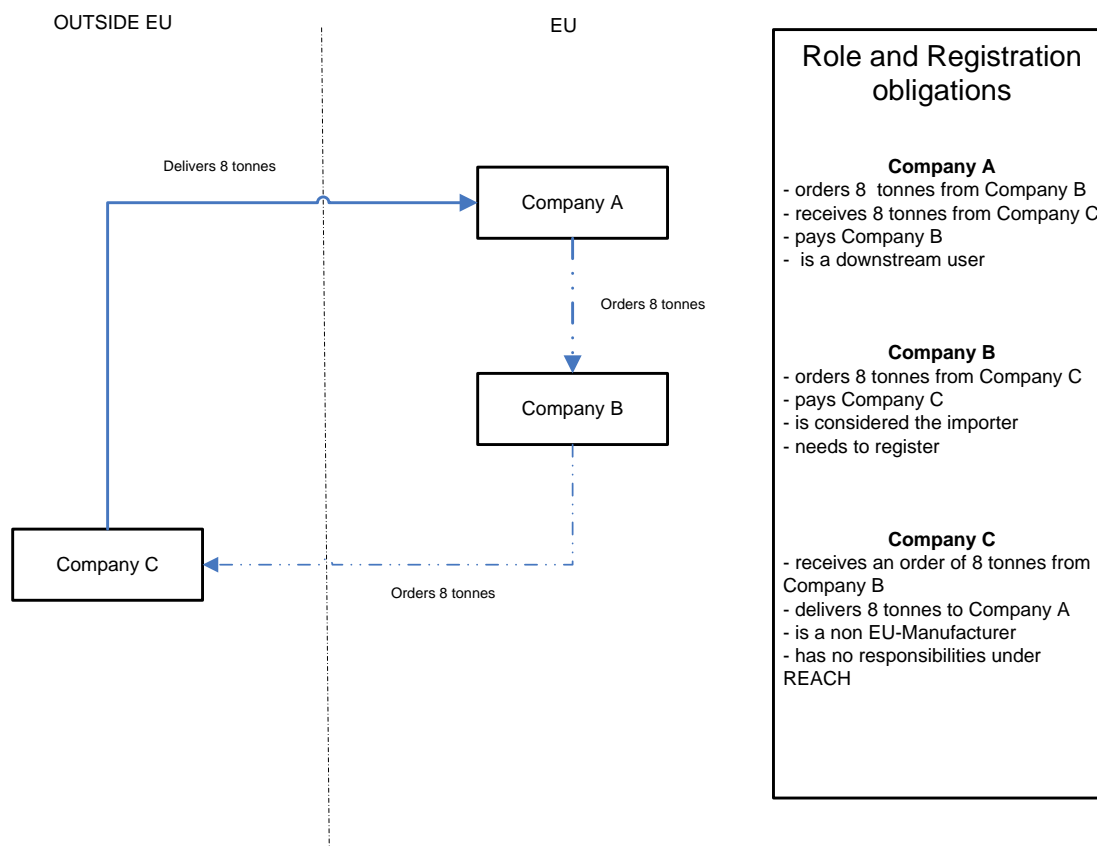 OUTSIDE EU
EU
Delivers 8 tonnes
Company A
Orders 8 tonnes
Company B
Company C
Orders 8 tonnes
Role and Registration
obligations
Company A
- orders 8  tonnes from Company B
- receives 8 tonnes from Company C
- pays Company B
-  is a downstream user
Company B
- orders 8 tonnes from Company C
- pays Company C
- is considered the importer
- needs to register
Company C
- receives an order of 8 tonnes from
Company B
- delivers 8 tonnes to Company A
- is a non EU-Manufacturer
- has no responsibilities under
REACH